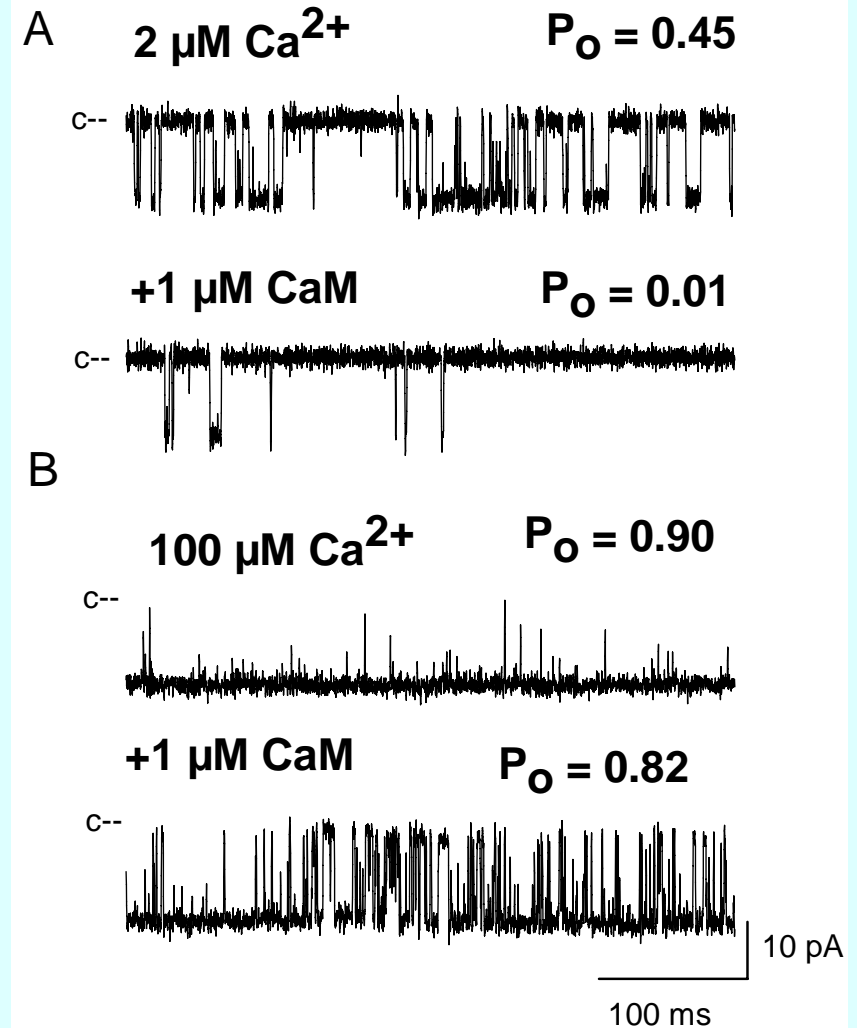 A
2 µM Ca2+ Po = 0.45
c--
+1 µM CaM Po = 0.01
c--
B
100 µM Ca2+ Po = 0.90
c--
+1 µM CaM Po = 0.82
c--
10 pA
100 ms